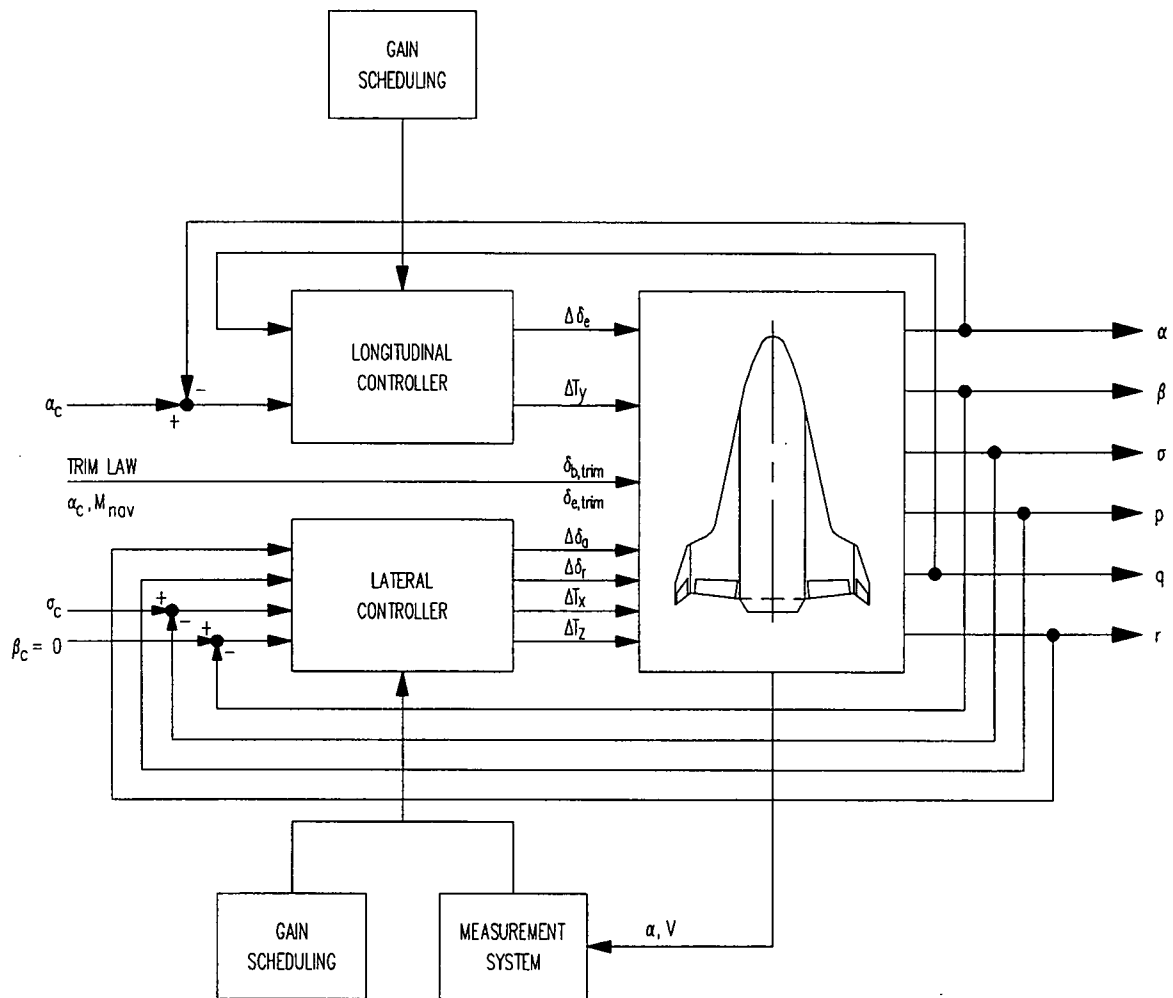 GAIN
SCHEDULING
LONGITUDINAL
CONTROLLER
Δδe
ΔTy
αc
-
+
TRIM LAW
αc, Mnav
δb,trim
δe,trim
LATERAL
CONTROLLER
Δδa
Δδr
ΔTx
ΔTz
σc
+
-
βc = 0
+
-
α
β
σ
p
q
r
GAIN
SCHEDULING
MEASUREMENT
SYSTEM
α, V